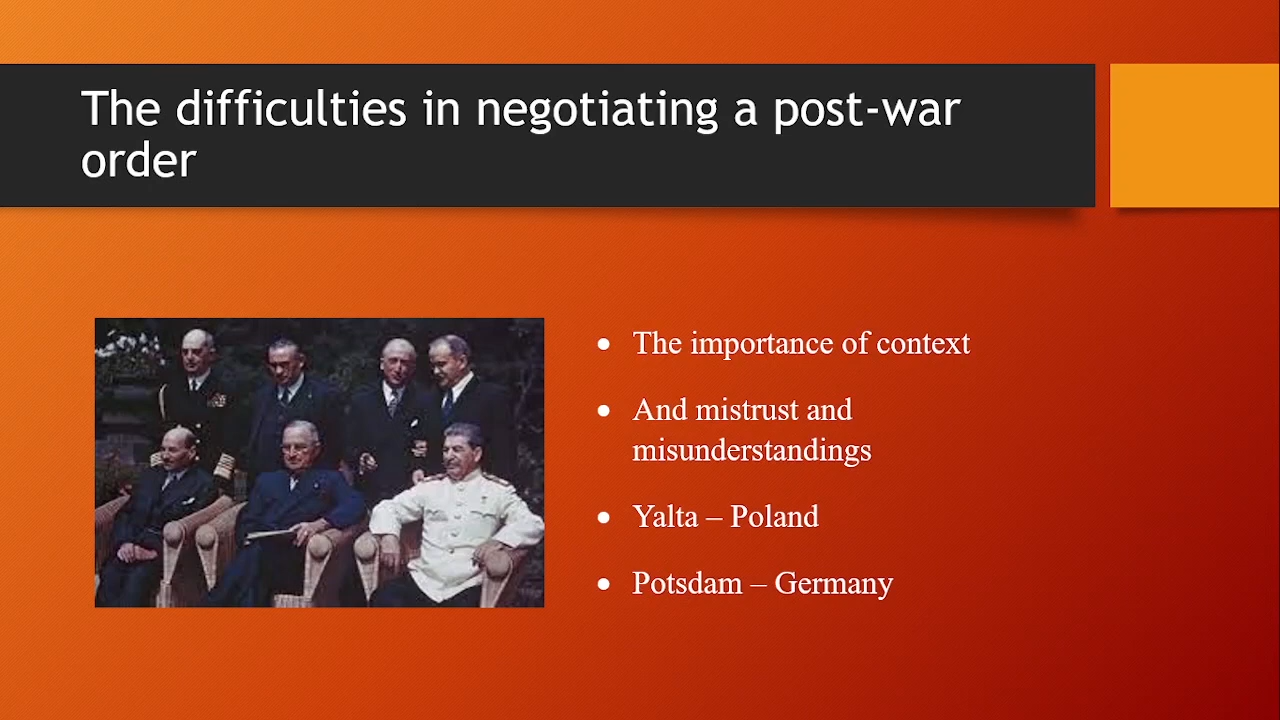 The difficulties in negotiating a post-war
order
• The importance of context
• And mistrust and
misunderstandings
• Yalta – Poland
• Potsdam – Germany